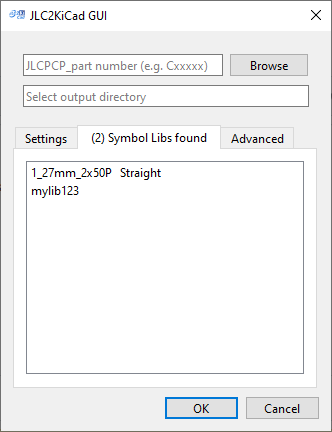 JLC2KiCad GUI
JLCPCP_part number (e.g. Cxxxxx)
Browse
Select output directory
Settings
(2) Symbol Libs found
Advanced
1_27mm_2x50P Straight
mylib123
OK
Cancel